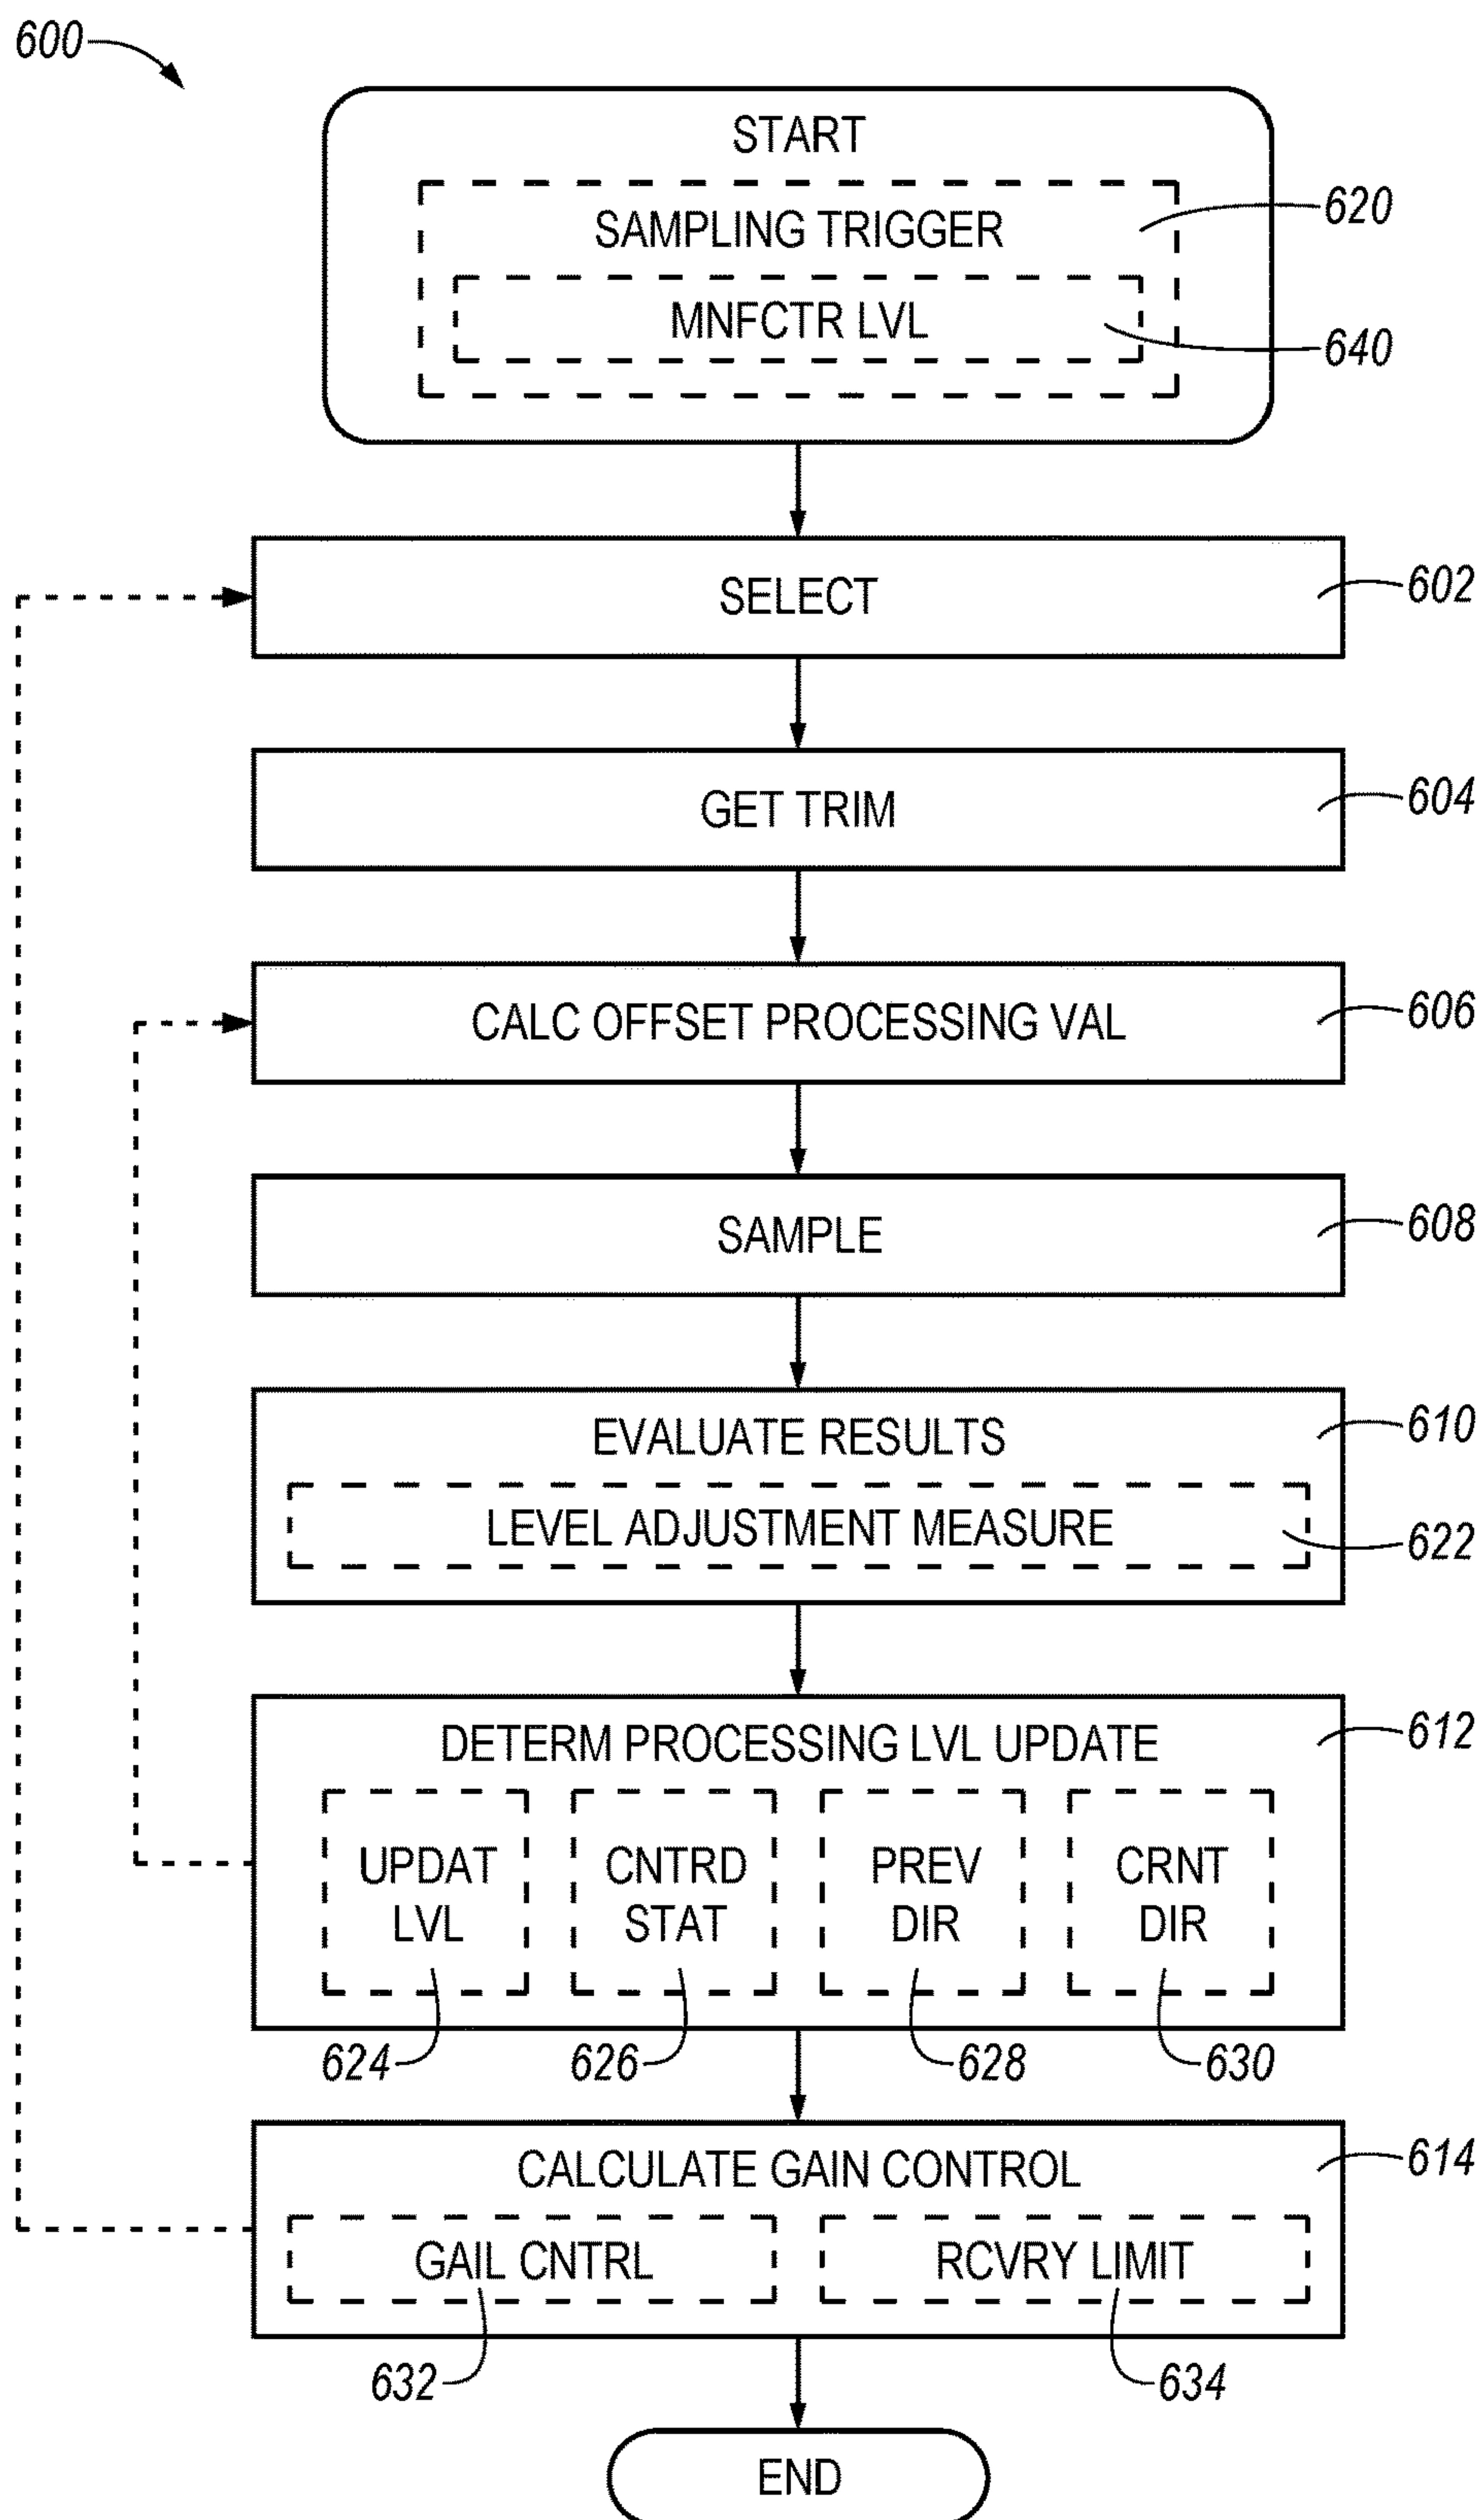 600
START
SAMPLING TRIGGER
620
MNFCTR LVL
640
SELECT
602
GET TRIM
604
CALC OFFSET PROCESSING VAL
606
SAMPLE
608
EVALUATE RESULTS
610
LEVEL ADJUSTMENT MEASURE
622
DETERM PROCESSING LVL UPDATE
612
UPDAT
LVL
CNTRD
STAT
PREV
DIR
CRNT
DIR
624
626
628
630
CALCULATE GAIN CONTROL
614
GAIL CNTRL
RCVRY LIMIT
632
634
END